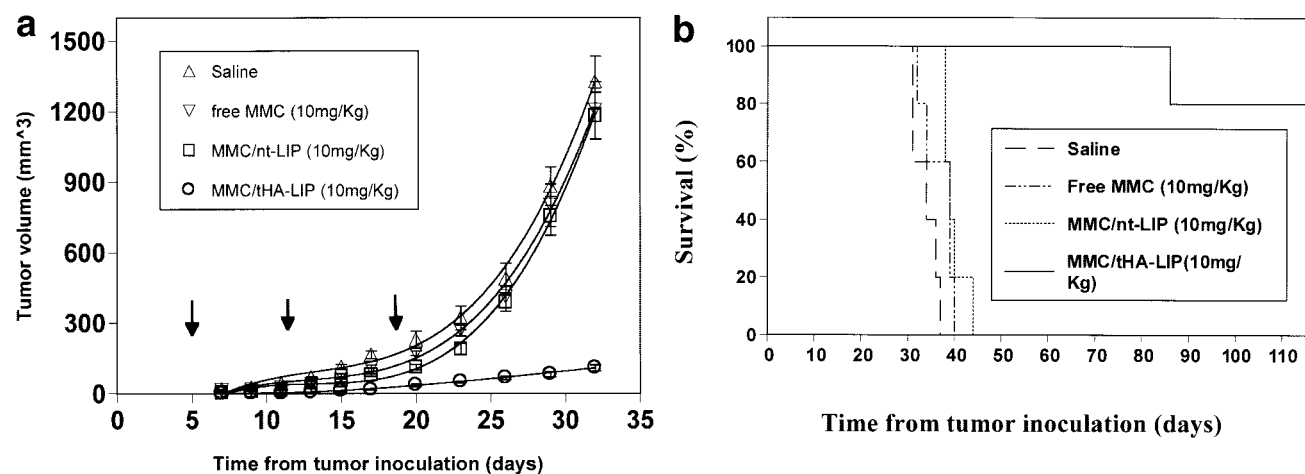 a
1500
1200
900
600
300
0
Tumor volume (mm^3)
Saline
free MMC (10mg/Kg)
MMC/nt-LIP (10mg/Kg)
MMC/tHA-LIP (10mg/Kg)
0 5 10 15 20 25 30 35
Time from tumor inoculation (days)
b
100
80
60
40
20
0
Survival (%)
Saline
Free MMC (10mg/Kg)
MMC/nt-LIP (10mg/Kg)
MMC/tHA-LIP(10mg/
Kg)
0 10 20 30 40 50 60 70 80 90 100 110
Time from tumor inoculation (days)